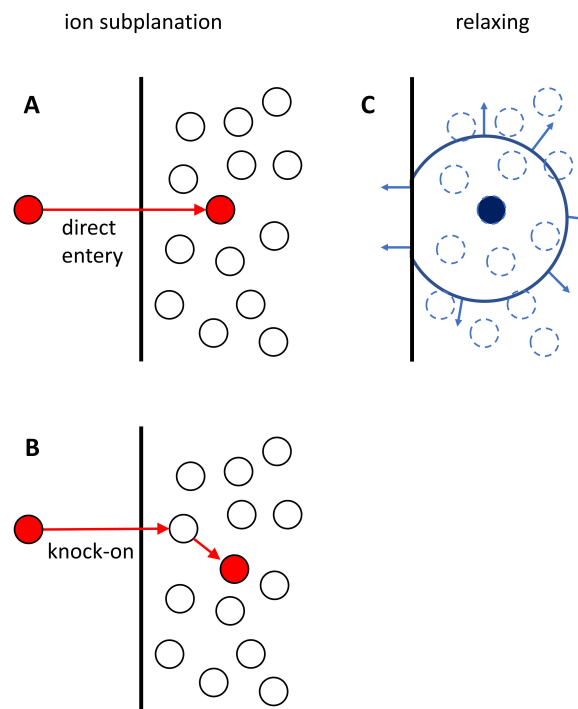 ion subplanation
relaxing
A
C
direct
entery
B
knock-on